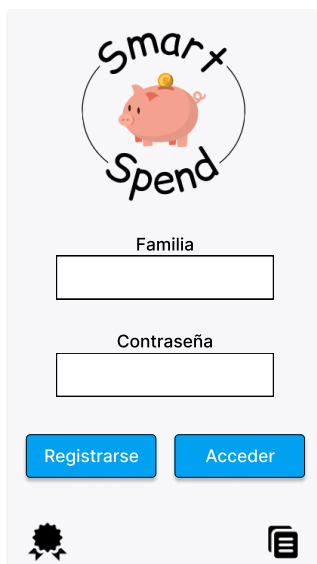 Smart
Spend
Familia
Contraseña
Registrarse
Acceder